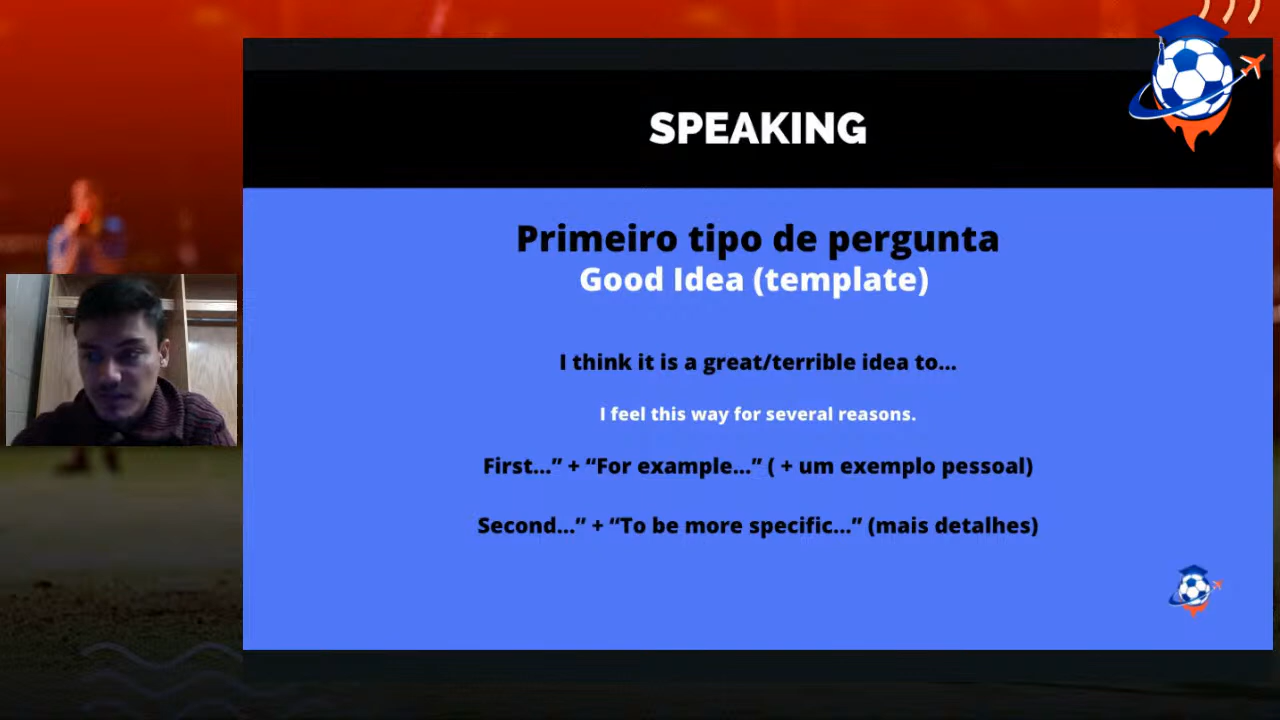 SPEAKING
Primeiro tipo de pergunta
Good Idea (template)
I think it is a great/terrible idea to...
I feel this way for several reasons.
First...” + “For example...” ( + um exemplo pessoal)
Second...” + “To be more specific...” (mais detalhes)